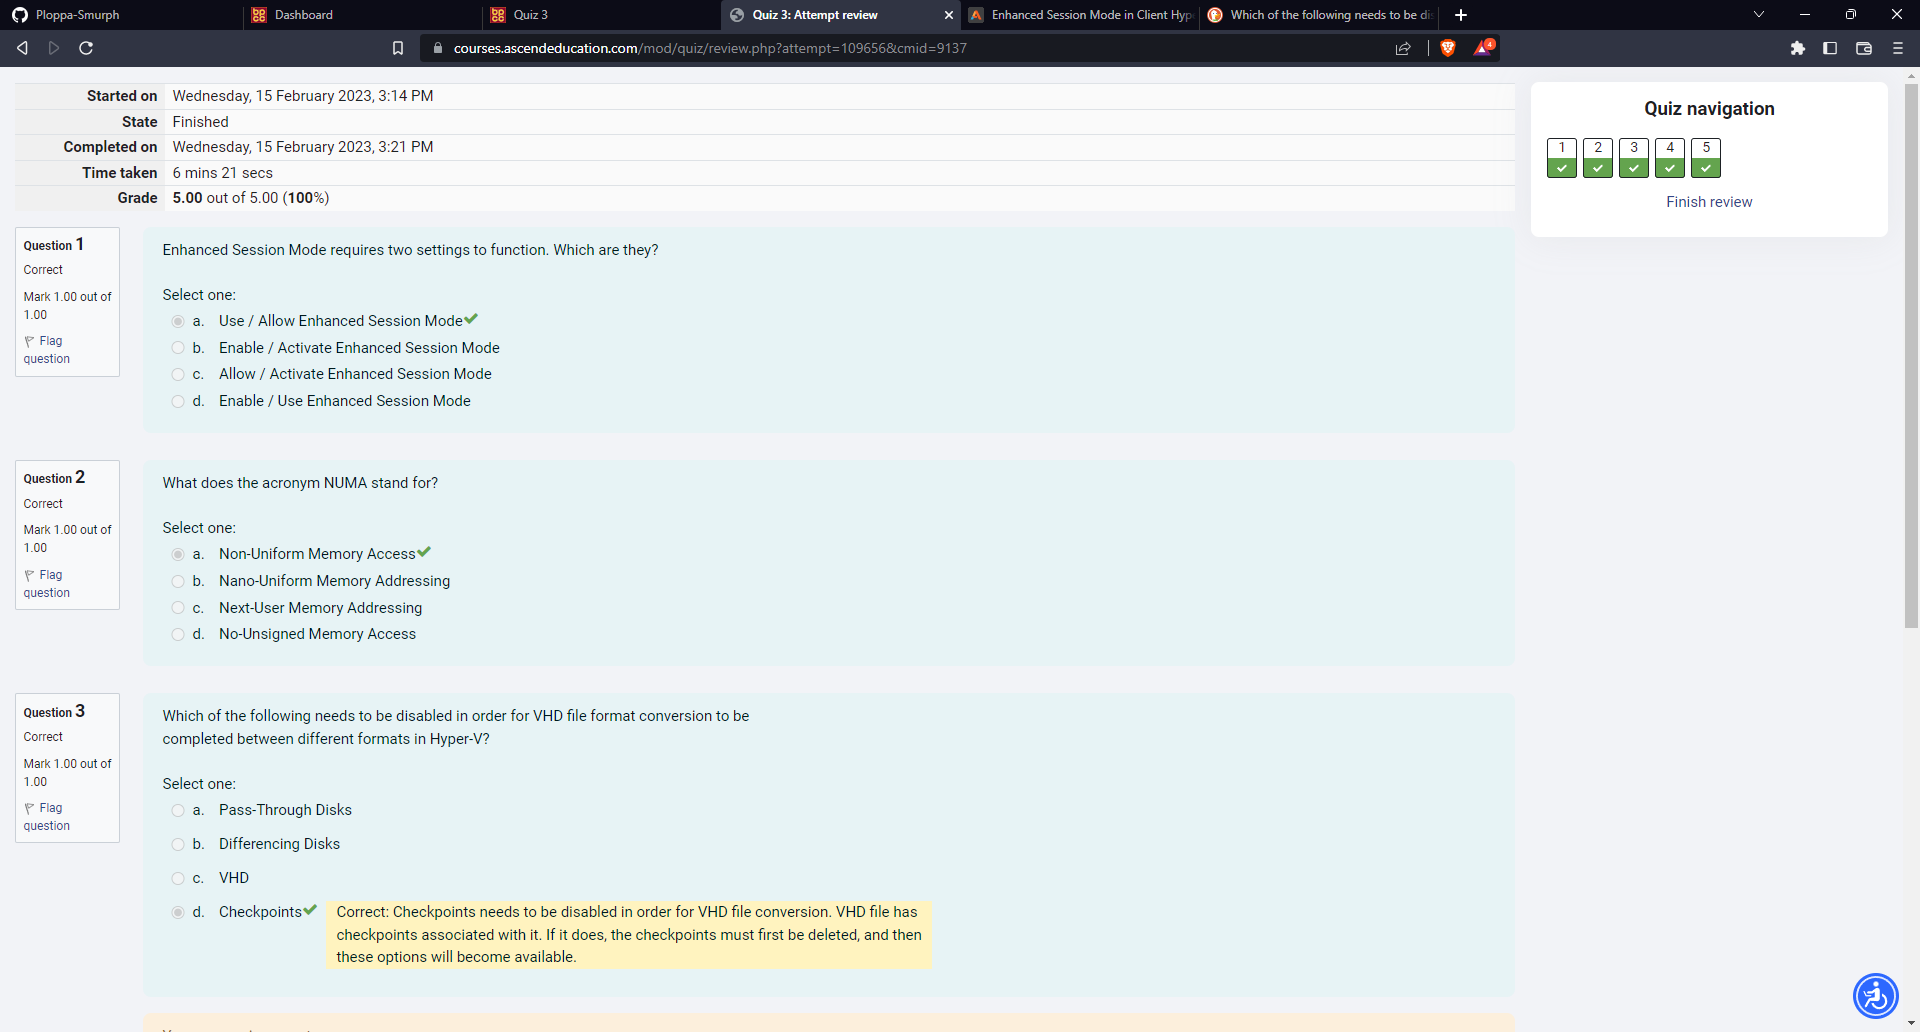 Ploppa-Smurph
Dashboard
Quiz 3
Quiz 3: Attempt review
Enhanced Session Mode in Client Hyp
Which of the following needs to be di
courses.ascendeducation.com/mod/quiz/review.php?attempt=109656&cmid=9137
4
Started on Wednesday, 15 February 2023, 3:14 PM
State Finished
Completed on Wednesday, 15 February 2023, 3:21 PM
Time taken 6 mins 21 secs
Grade 5.00 out of 5.00 (100%)
Quiz navigation
1 2 3 4 5
Finish review
Question 1
Correct
Mark 1.00 out of
1.00
Flag
question
Enhanced Session Mode requires two settings to function. Which are they?
Select one:
a. Use / Allow Enhanced Session Mode
b. Enable / Activate Enhanced Session Mode
c. Allow / Activate Enhanced Session Mode
d. Enable / Use Enhanced Session Mode
Question 2
Correct
Mark 1.00 out of
1.00
Flag
question
What does the acronym NUMA stand for?
Select one:
a. Non-Uniform Memory Access
b. Nano-Uniform Memory Addressing
c. Next-User Memory Addressing
d. No-Unsigned Memory Access
Question 3
Correct
Mark 1.00 out of
1.00
Flag
question
Which of the following needs to be disabled in order for VHD file format conversion to be
completed between different formats in Hyper-V?
Select one:
a. Pass-Through Disks
b. Differencing Disks
c. VHD
d. Checkpoints
Correct: Checkpoints needs to be disabled in order for VHD file conversion. VHD file has
checkpoints associated with it. If it does, the checkpoints must first be deleted, and then
these options will become available.